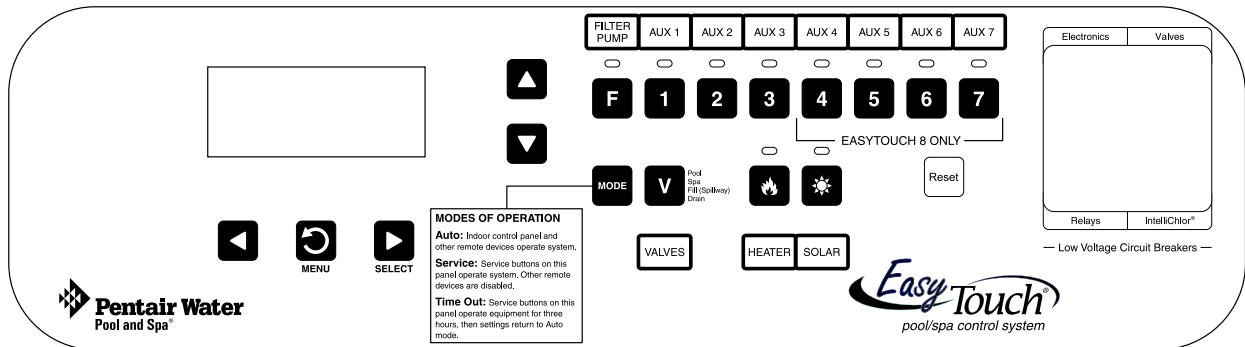 FILTER PUMP
AUX 1
AUX 2
AUX 3
AUX 4
AUX 5
AUX 6
AUX 7
Electronics
Valves
F
1
2
3
4
5
6
7
EASYTOUCH 8 ONLY
MODE
V
Pool
Spa
Fill (Spillway)
Drain
Reset
MODES OF OPERATION
Auto: Indoor control panel and
other remote devices operate system.
Service: Service buttons on this
panel operate system. Other remote
devices are disabled.
Time Out: Service buttons on this
panel operate equipment for three
hours, then settings return to Auto
mode.
MENU
SELECT
VALVES
HEATER
SOLAR
Relays
IntelliChlor®
Low Voltage Circuit Breakers
Pentair Water
Pool and Spa®
EasyTouch®
pool/spa control system